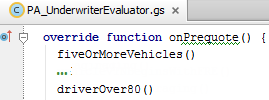 C PA_UnderwriterEvaluator.gs ×
override function onPrequote() {
fiveOrMoreVehicles()
...
driverOver80()